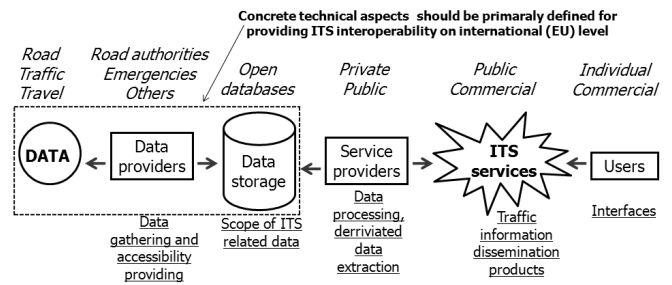 Concrete technical aspects should be primaraly defined for
providing ITS interoperability on international (EU) level
Road
Traffic
Travel
Road authorities
Emergencies
Others
Open
databases
Private
Public
Public
Commercial
Individual
Commercial
DATA
Data
providers
Data
storage
Service
providers
ITS
services
Users
Data
gathering and
accessibility
providing
Scope of ITS
related data
Data
processing,
derriviated
data
extraction
Traffic
information
dissemination
products
Interfaces